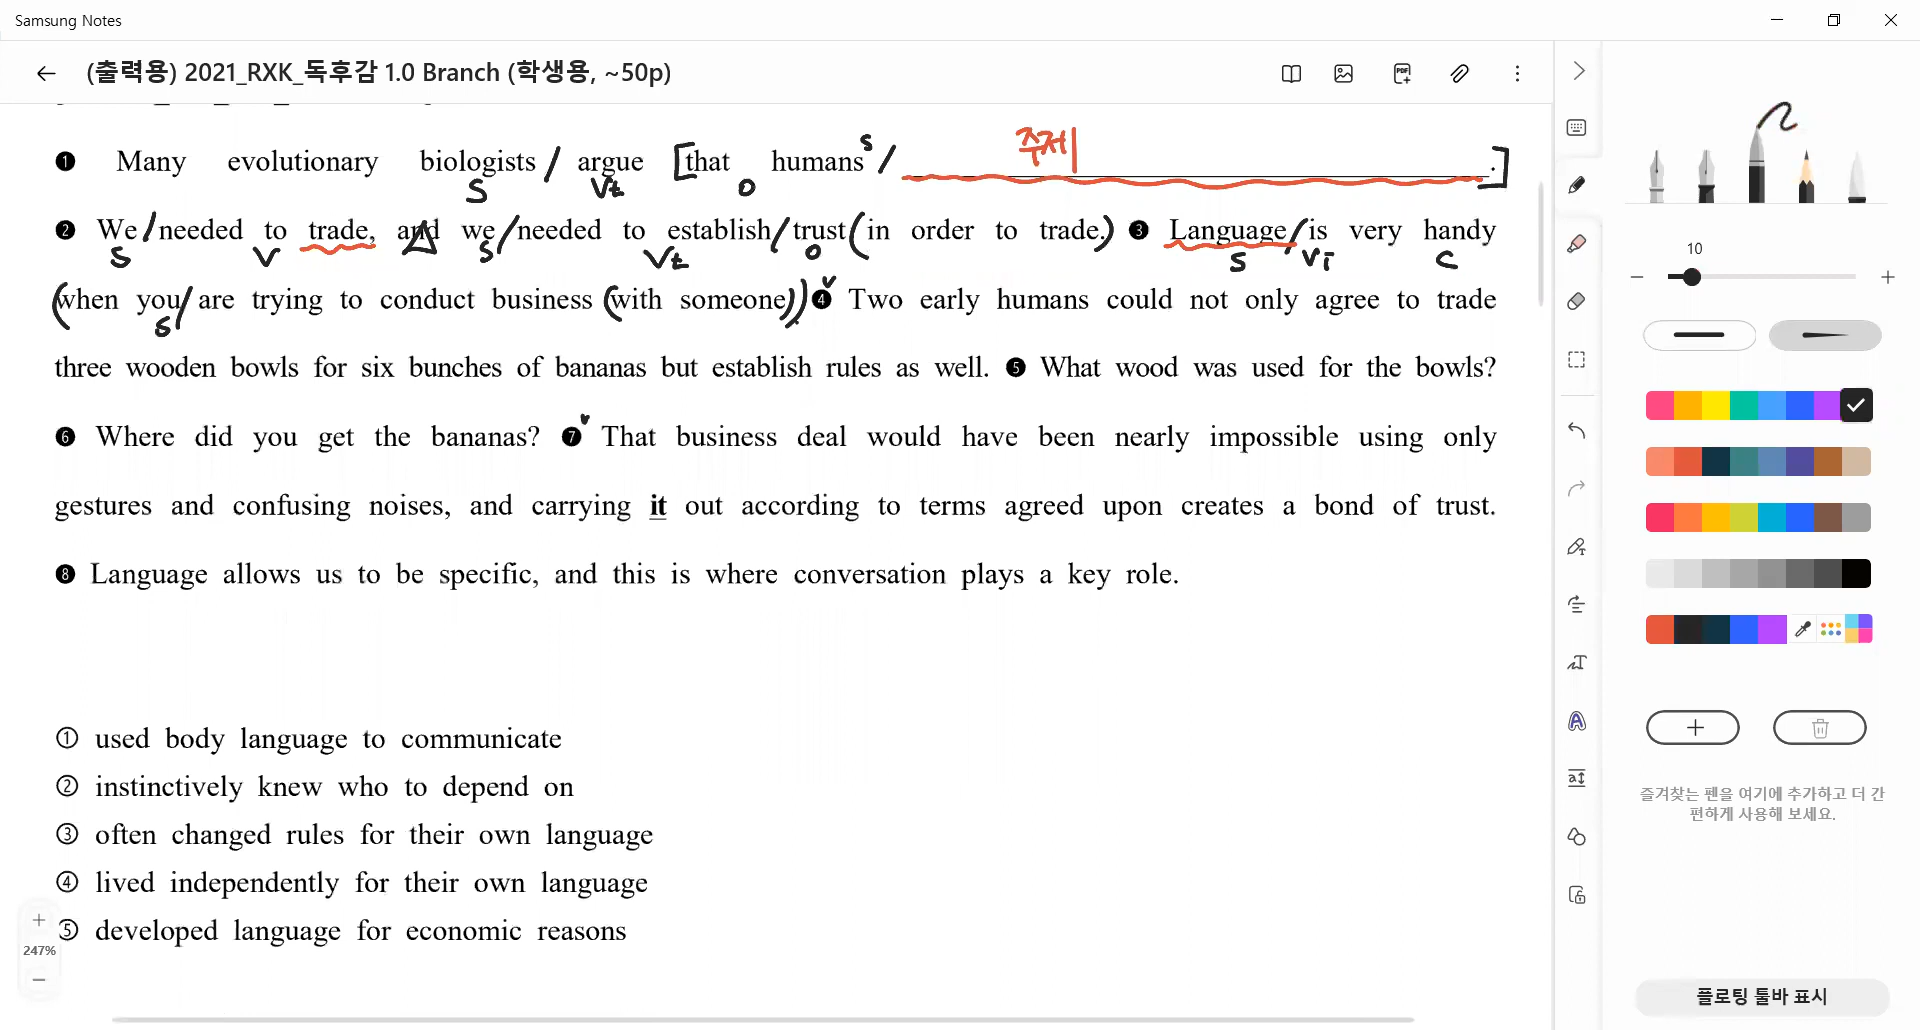 Samsung Notes
(출력용) 2021_RXK_독후감 1.0 Branch (학생용, ~50p)
주제
❶ Many evolutionary biologists / argue [that humans / .]
S Vt O S
❷ We / needed to trade, and we / needed to establish / trust (in order to trade.) ❸ Language / is very handy
S V △ S Vt O S Vi C
(when you / are trying to conduct business (with someone)) ❹ Two early humans could not only agree to trade
S
three wooden bowls for six bunches of bananas but establish rules as well. ❺ What wood was used for the bowls?
❻ Where did you get the bananas? ❼ That business deal would have been nearly impossible using only
gestures and confusing noises, and carrying it out according to terms agreed upon creates a bond of trust.
❽ Language allows us to be specific, and this is where conversation plays a key role.
① used body language to communicate
② instinctively knew who to depend on
③ often changed rules for their own language
④ lived independently for their own language
⑤ developed language for economic reasons
247%
10
즐겨찾는 펜을 여기에 추가하고 더 간
편하게 사용해 보세요.
플로팅 툴바 표시